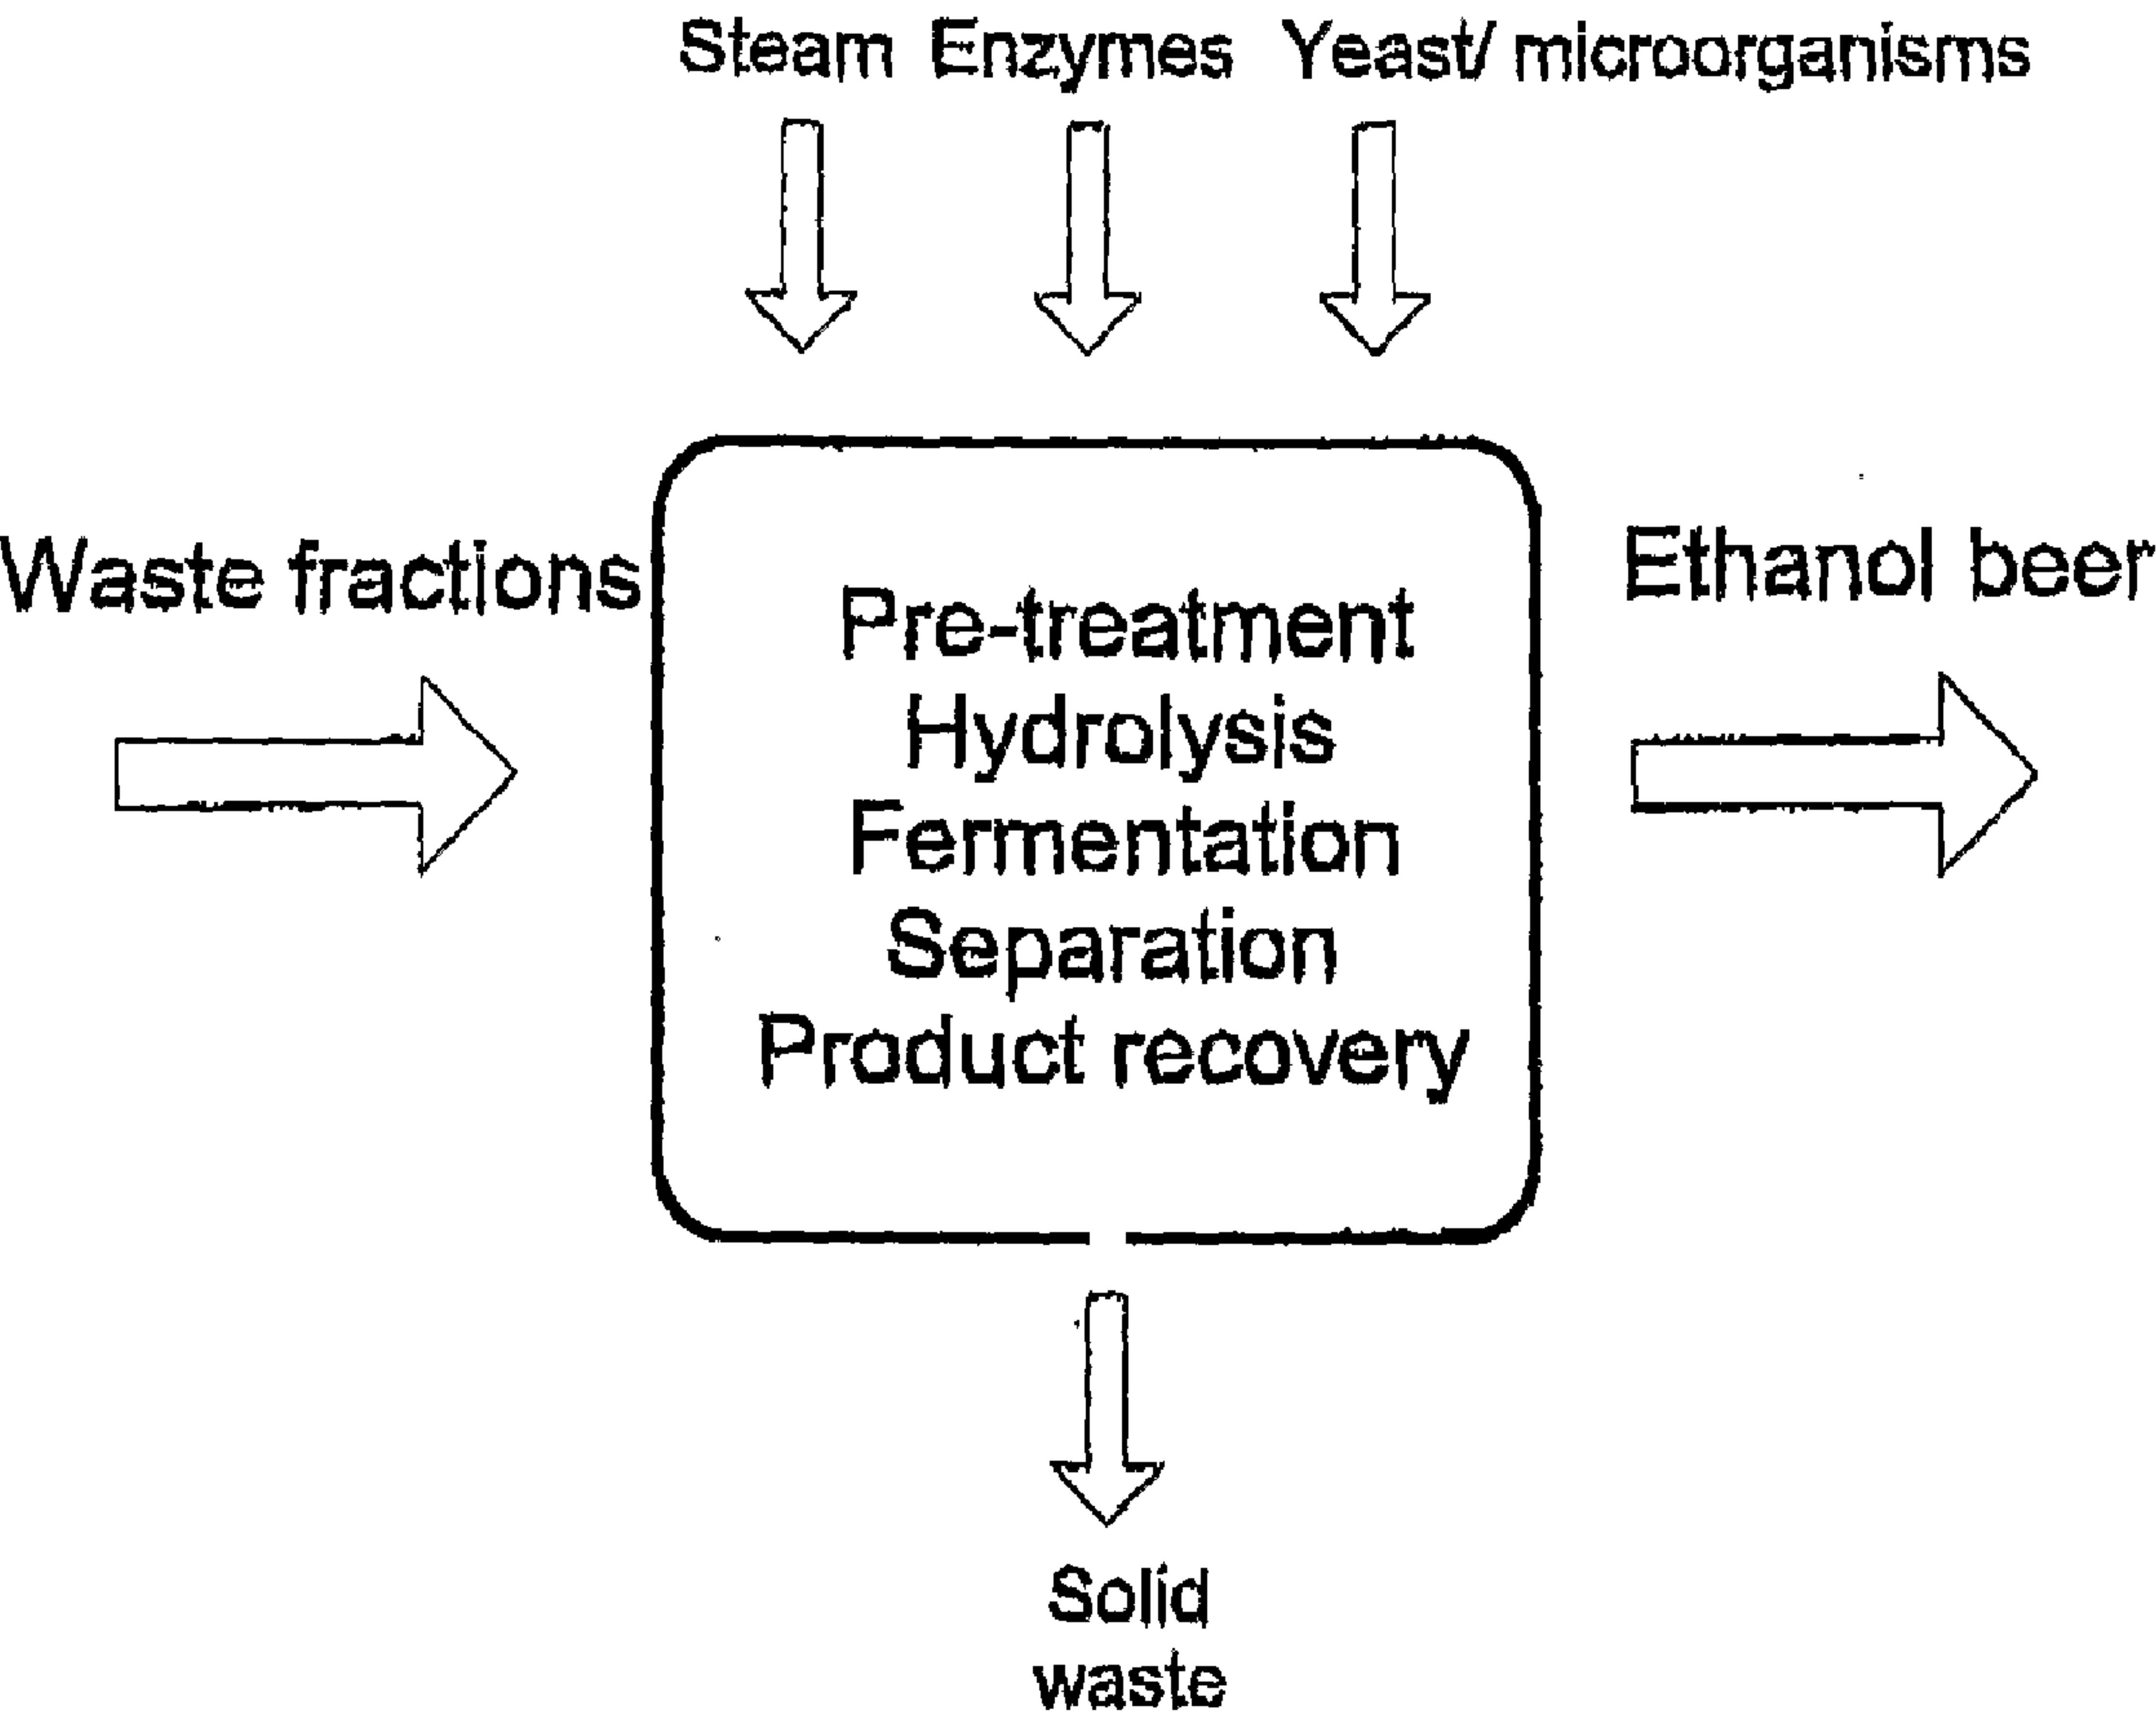 Steam Enzymes Yeast/ microorganisms
Waste fractions
Pre-treatment
Hydrolysis
Fermentation
Separation
Product recovery
Ethanol beer
Solid
waste